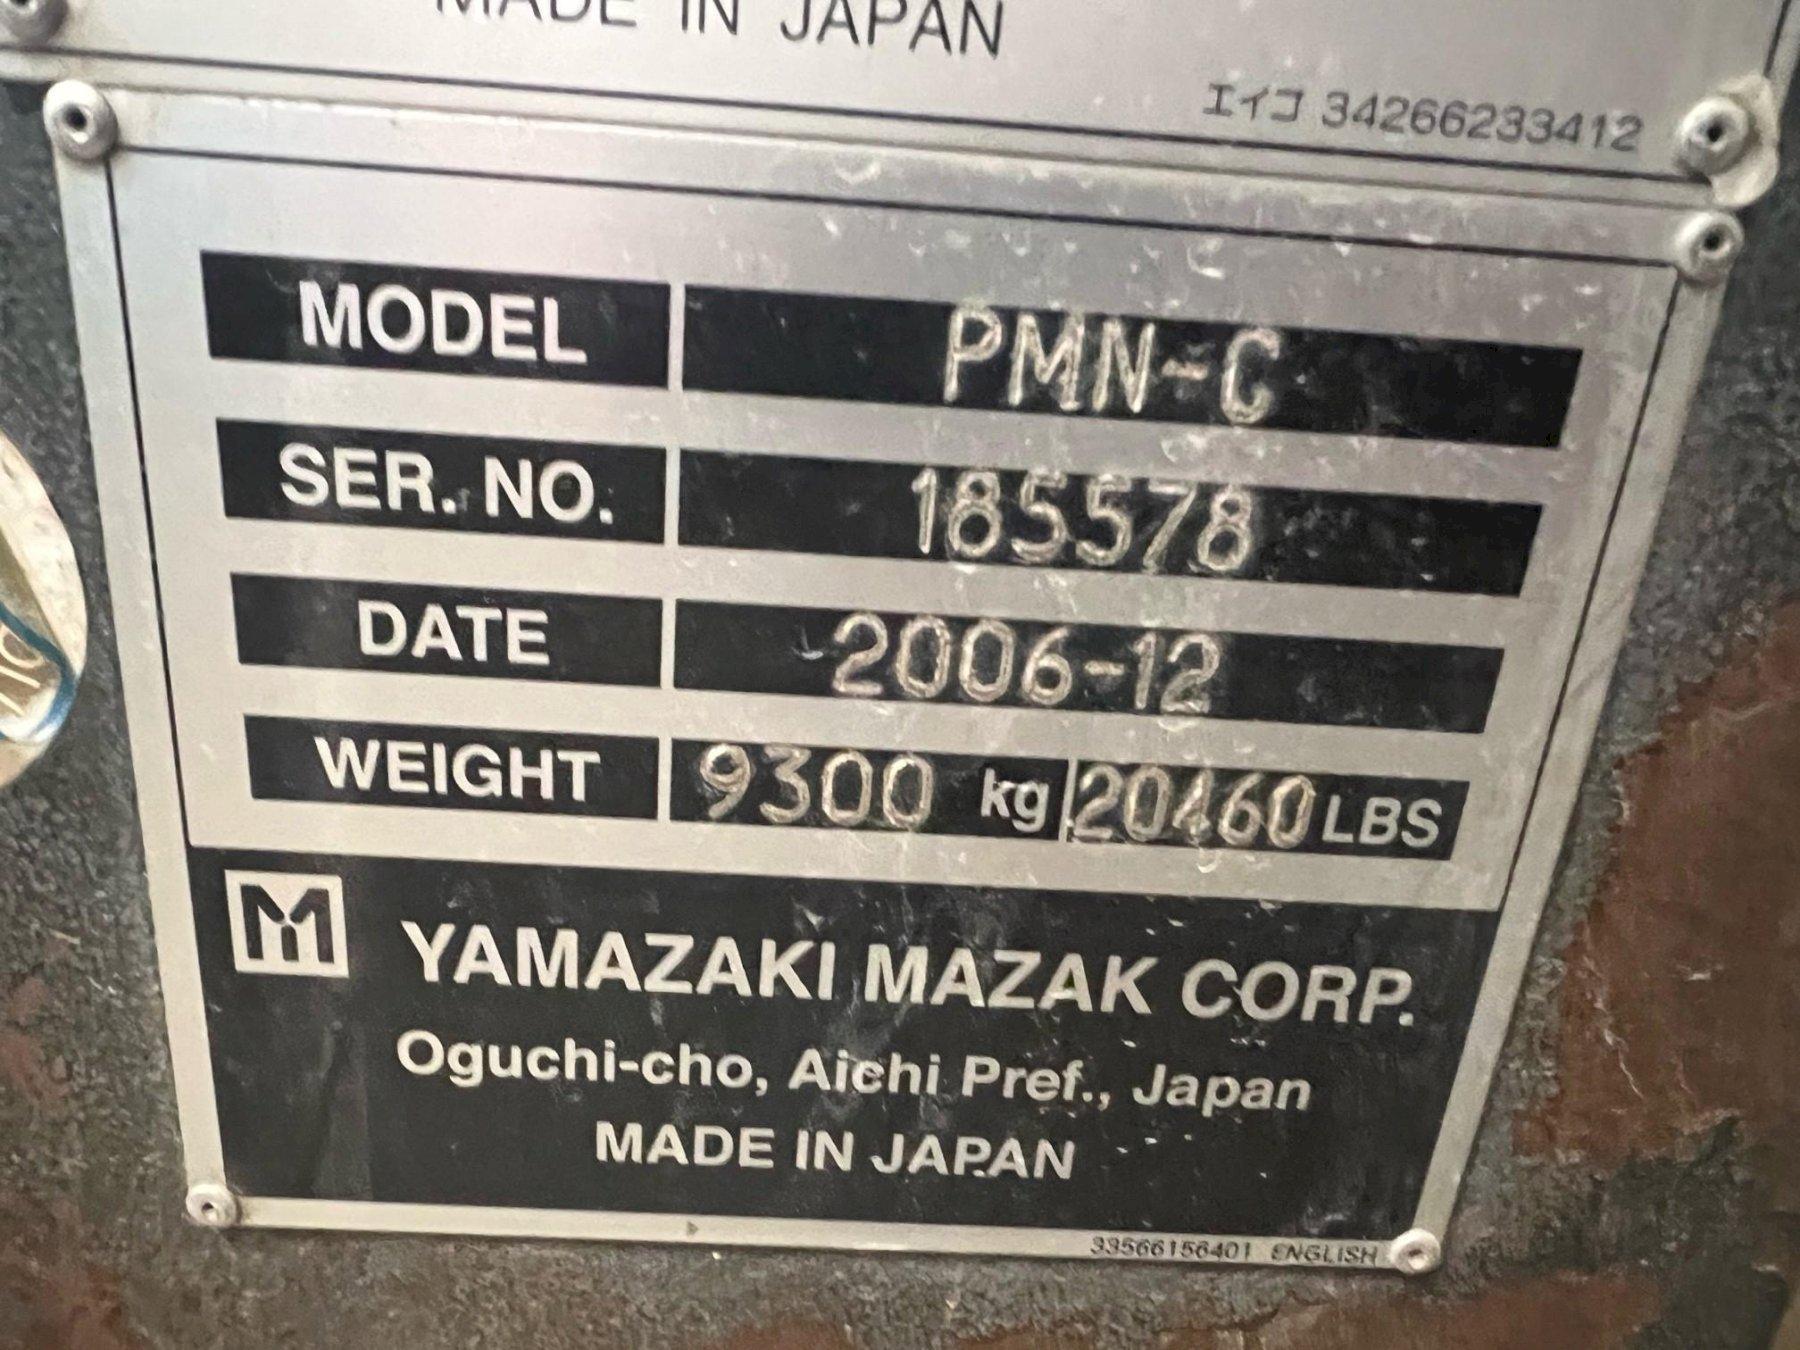 MADE IN JAPAN
エイコ 34266233412
MODEL PMN-C
SER. NO. 185578
DATE 2006-12
WEIGHT 9300 kg 20460 LBS
YAMAZAKI MAZAK CORP.
Oguchi-cho, Aichi Pref., Japan
MADE IN JAPAN
33566156401 ENGLISH